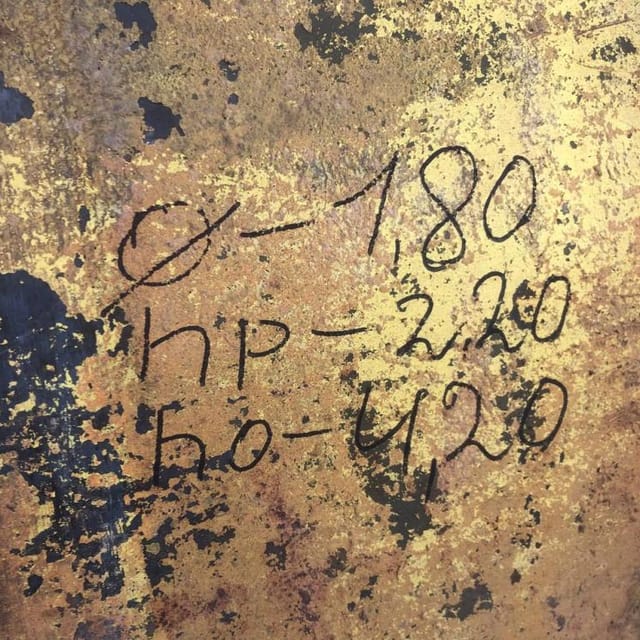 Ø - 1,80
hp - 2,20
ho - 4,20